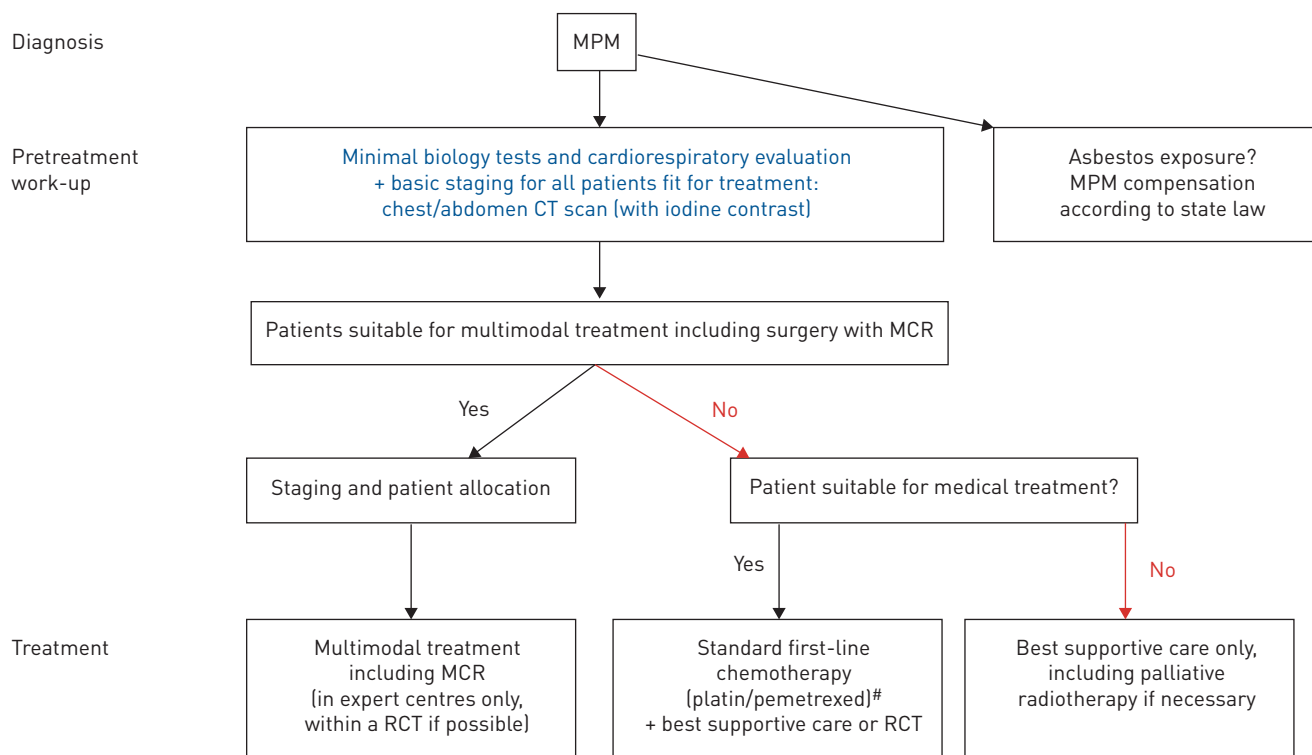 Diagnosis
MPM
Pretreatment
work-up
Minimal biology tests and cardiorespiratory evaluation
+ basic staging for all patients fit for treatment:
chest/abdomen CT scan (with iodine contrast)
Asbestos exposure?
MPM compensation
according to state law
Patients suitable for multimodal treatment including surgery with MCR
Yes
No
Staging and patient allocation
Patient suitable for medical treatment?
Yes
No
Treatment
Multimodal treatment
including MCR
(in expert centres only,
within a RCT if possible)
Standard first-line
chemotherapy
(platin/pemetrexed)#
+ best supportive care or RCT
Best supportive care only,
including palliative
radiotherapy if necessary